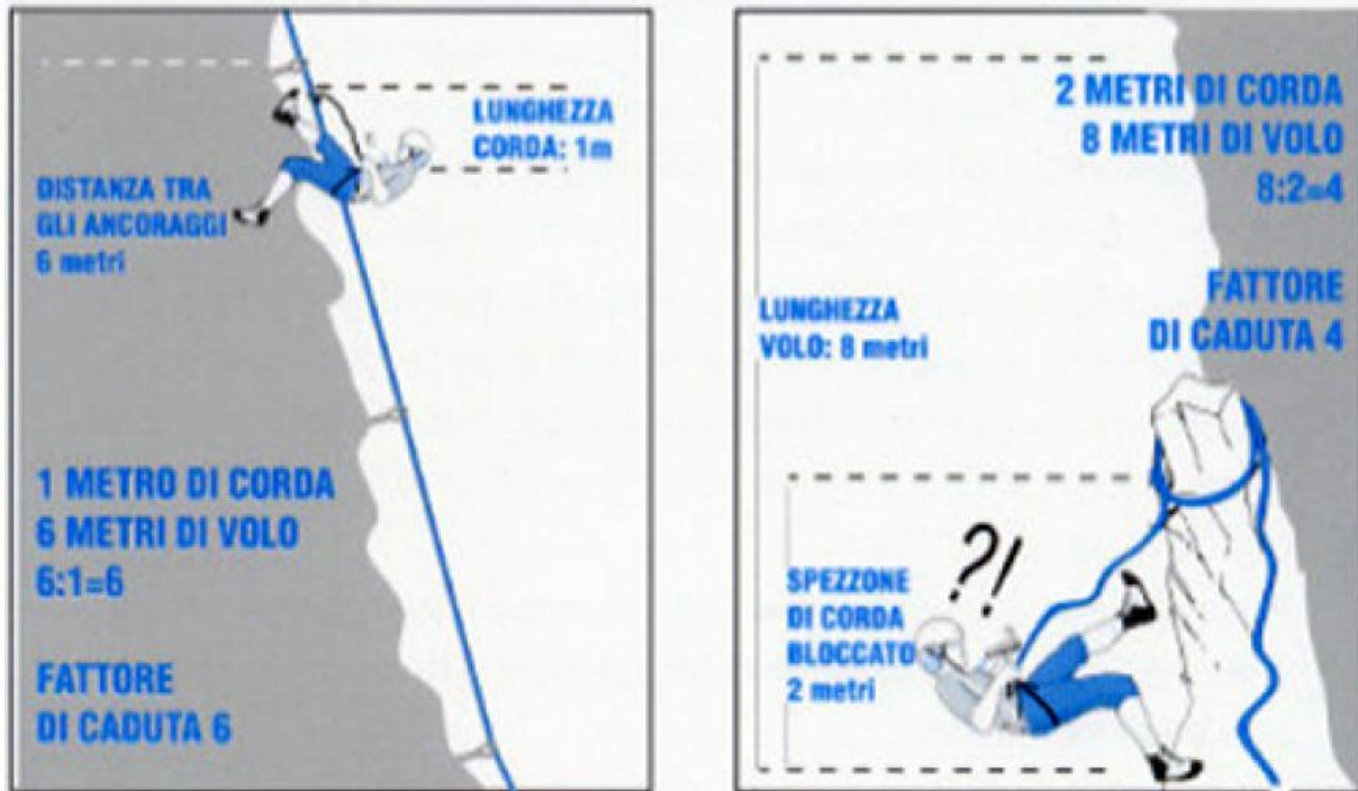 LUNGHEZZA
CORDA: 1m
DISTANZA TRA
GLI ANCORAGGI
6 metri
1 METRO DI CORDA
6 METRI DI VOLO
6:1=6
FATTORE
DI CADUTA 6
2 METRI DI CORDA
8 METRI DI VOLO
8:2=4
FATTORE
DI CADUTA 4
LUNGHEZZA
VOLO: 8 metri
?!
SPEZZONE
DI CORDA
BLOCCATO
2 metri